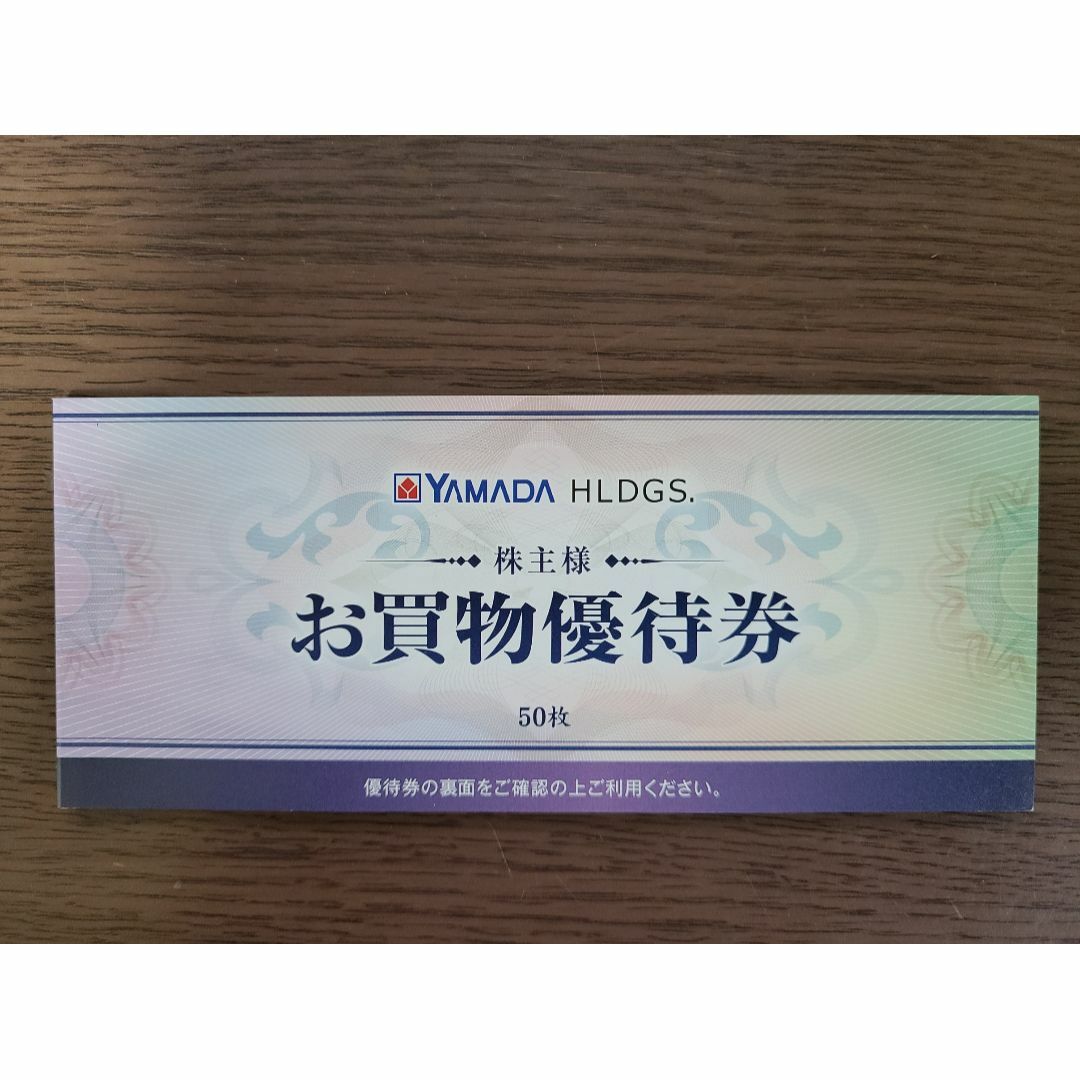 YAMADA HLDGS.
株主様
お買物優待券
50枚
優待券の裏面をご確認の上ご利用ください。